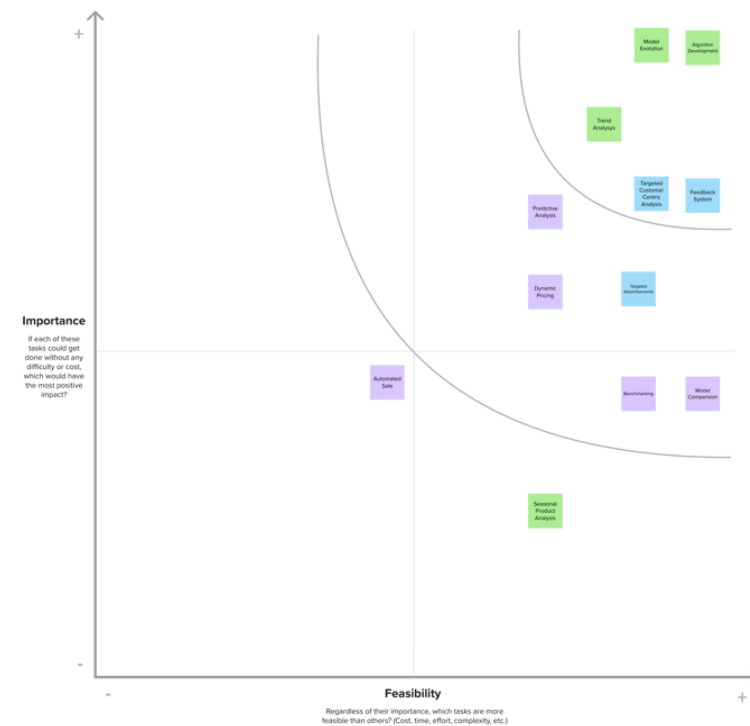 +
Model
Evolution
Algorithm
Development
Trend
Analysys
Targeted
Customer
Centric
Analysis
Feedback
System
Predictive
Analysis
Dynamic
Pricing
Targeted
Advertisements
Importance
If each of these
tasks could get
done without any
difficulty or cost,
which would have
the most positive
impact?
Automated
Sale
Benchmarking
Model
Comparision
Seasonal
Product
Analysis
-
-
Feasibility
+
Regardless of their importance, which tasks are more
feasible than others? (Cost, time, effort, complexity, etc.)